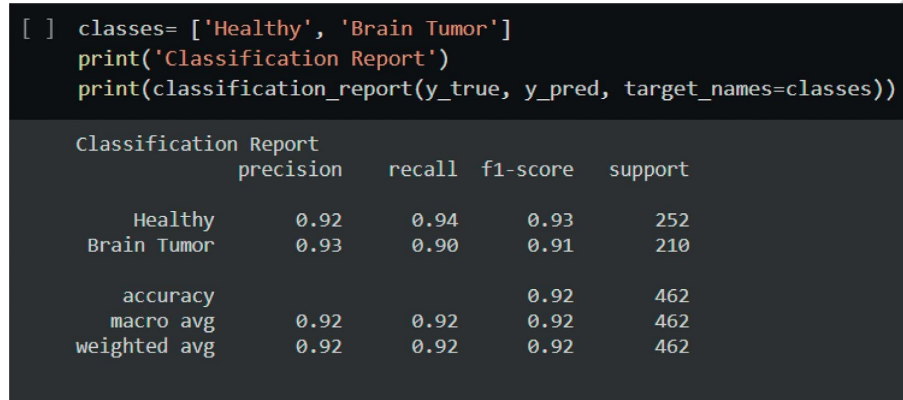 [ ] classes= ['Healthy', 'Brain Tumor']
print('Classification Report')
print(classification_report(y_true, y_pred, target_names=classes))
Classification Report
precision recall f1-score support
Healthy 0.92 0.94 0.93 252
Brain Tumor 0.93 0.90 0.91 210
accuracy 0.92 462
macro avg 0.92 0.92 0.92 462
weighted avg 0.92 0.92 0.92 462